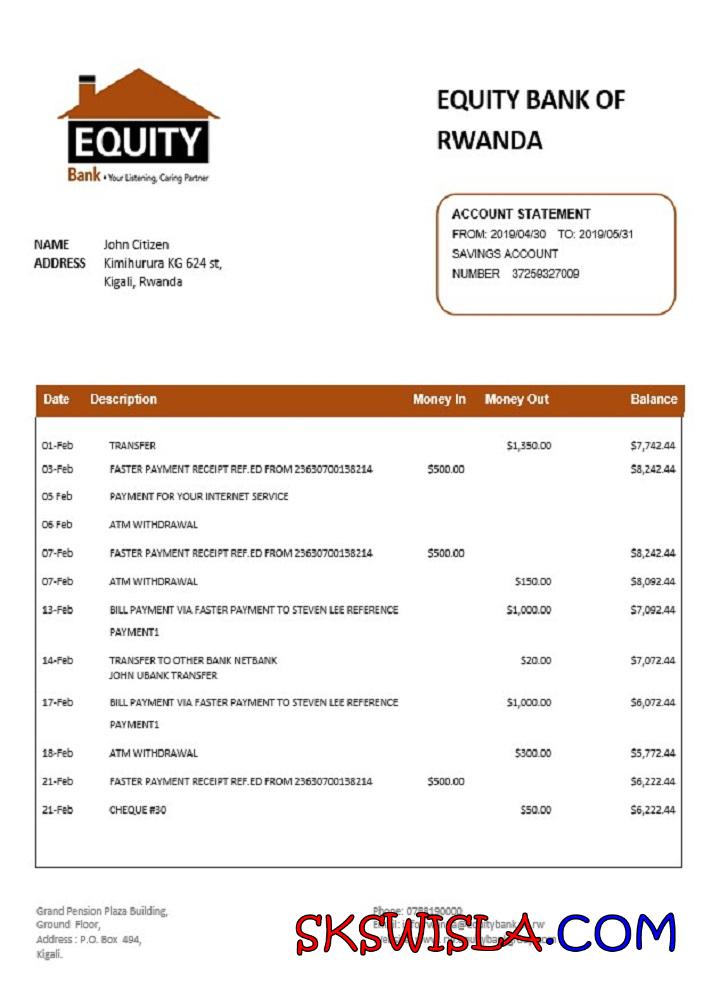 EQUITY
Bank • Your Listening, Caring Partner
EQUITY BANK OF
RWANDA
ACCOUNT STATEMENT
FROM: 2019/04/30 TO: 2019/05/31
SAVINGS ACCOUNT
NUMBER 37259327009
NAME John Citizen
ADDRESS Kimihurura KG 624 st,
Kigali, Rwanda
Date Description Money In Money Out Balance
01-Feb TRANSFER $1,350.00 $7,742.44
03-Feb FASTER PAYMENT RECEIPT REF.ED FROM 23630700138214 $500.00 $8,242.44
05 Feb PAYMENT FOR YOUR INTERNET SERVICE
06 Feb ATM WITHDRAWAL
07-Feb FASTER PAYMENT RECEIPT REF.ED FROM 23630700138214 $500.00 $8,242.44
07-Feb ATM WITHDRAWAL $150.00 $8,092.44
13-Feb BILL PAYMENT VIA FASTER PAYMENT TO STEVEN LEE REFERENCE $1,000.00 $7,092.44
PAYMENT1
14-Feb TRANSFER TO OTHER BANK NETBANK $20.00 $7,072.44
JOHN UBANK TRANSFER
17-Feb BILL PAYMENT VIA FASTER PAYMENT TO STEVEN LEE REFERENCE $1,000.00 $6,072.44
PAYMENT1
18-Feb ATM WITHDRAWAL $300.00 $5,772.44
21-Feb FASTER PAYMENT RECEIPT REF.ED FROM 23630700138214 $500.00 $6,222.44
21-Feb CHEQUE #30 $50.00 $6,222.44
Grand Pension Plaza Building,
Ground Floor,
Address : P.O. Box 494,
Kigali.
Phone: 0788190000
SKSWISLA.COM